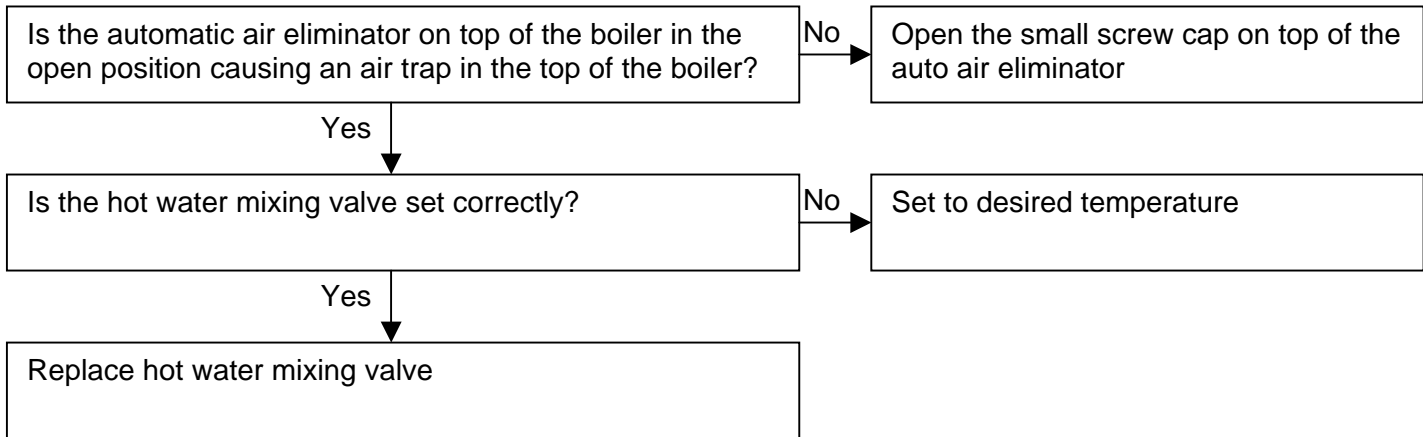 Is the automatic air eliminator on top of the boiler in the
open position causing an air trap in the top of the boiler?
No
Open the small screw cap on top of the
auto air eliminator
Yes
Is the hot water mixing valve set correctly?
No
Set to desired temperature
Yes
Replace hot water mixing valve